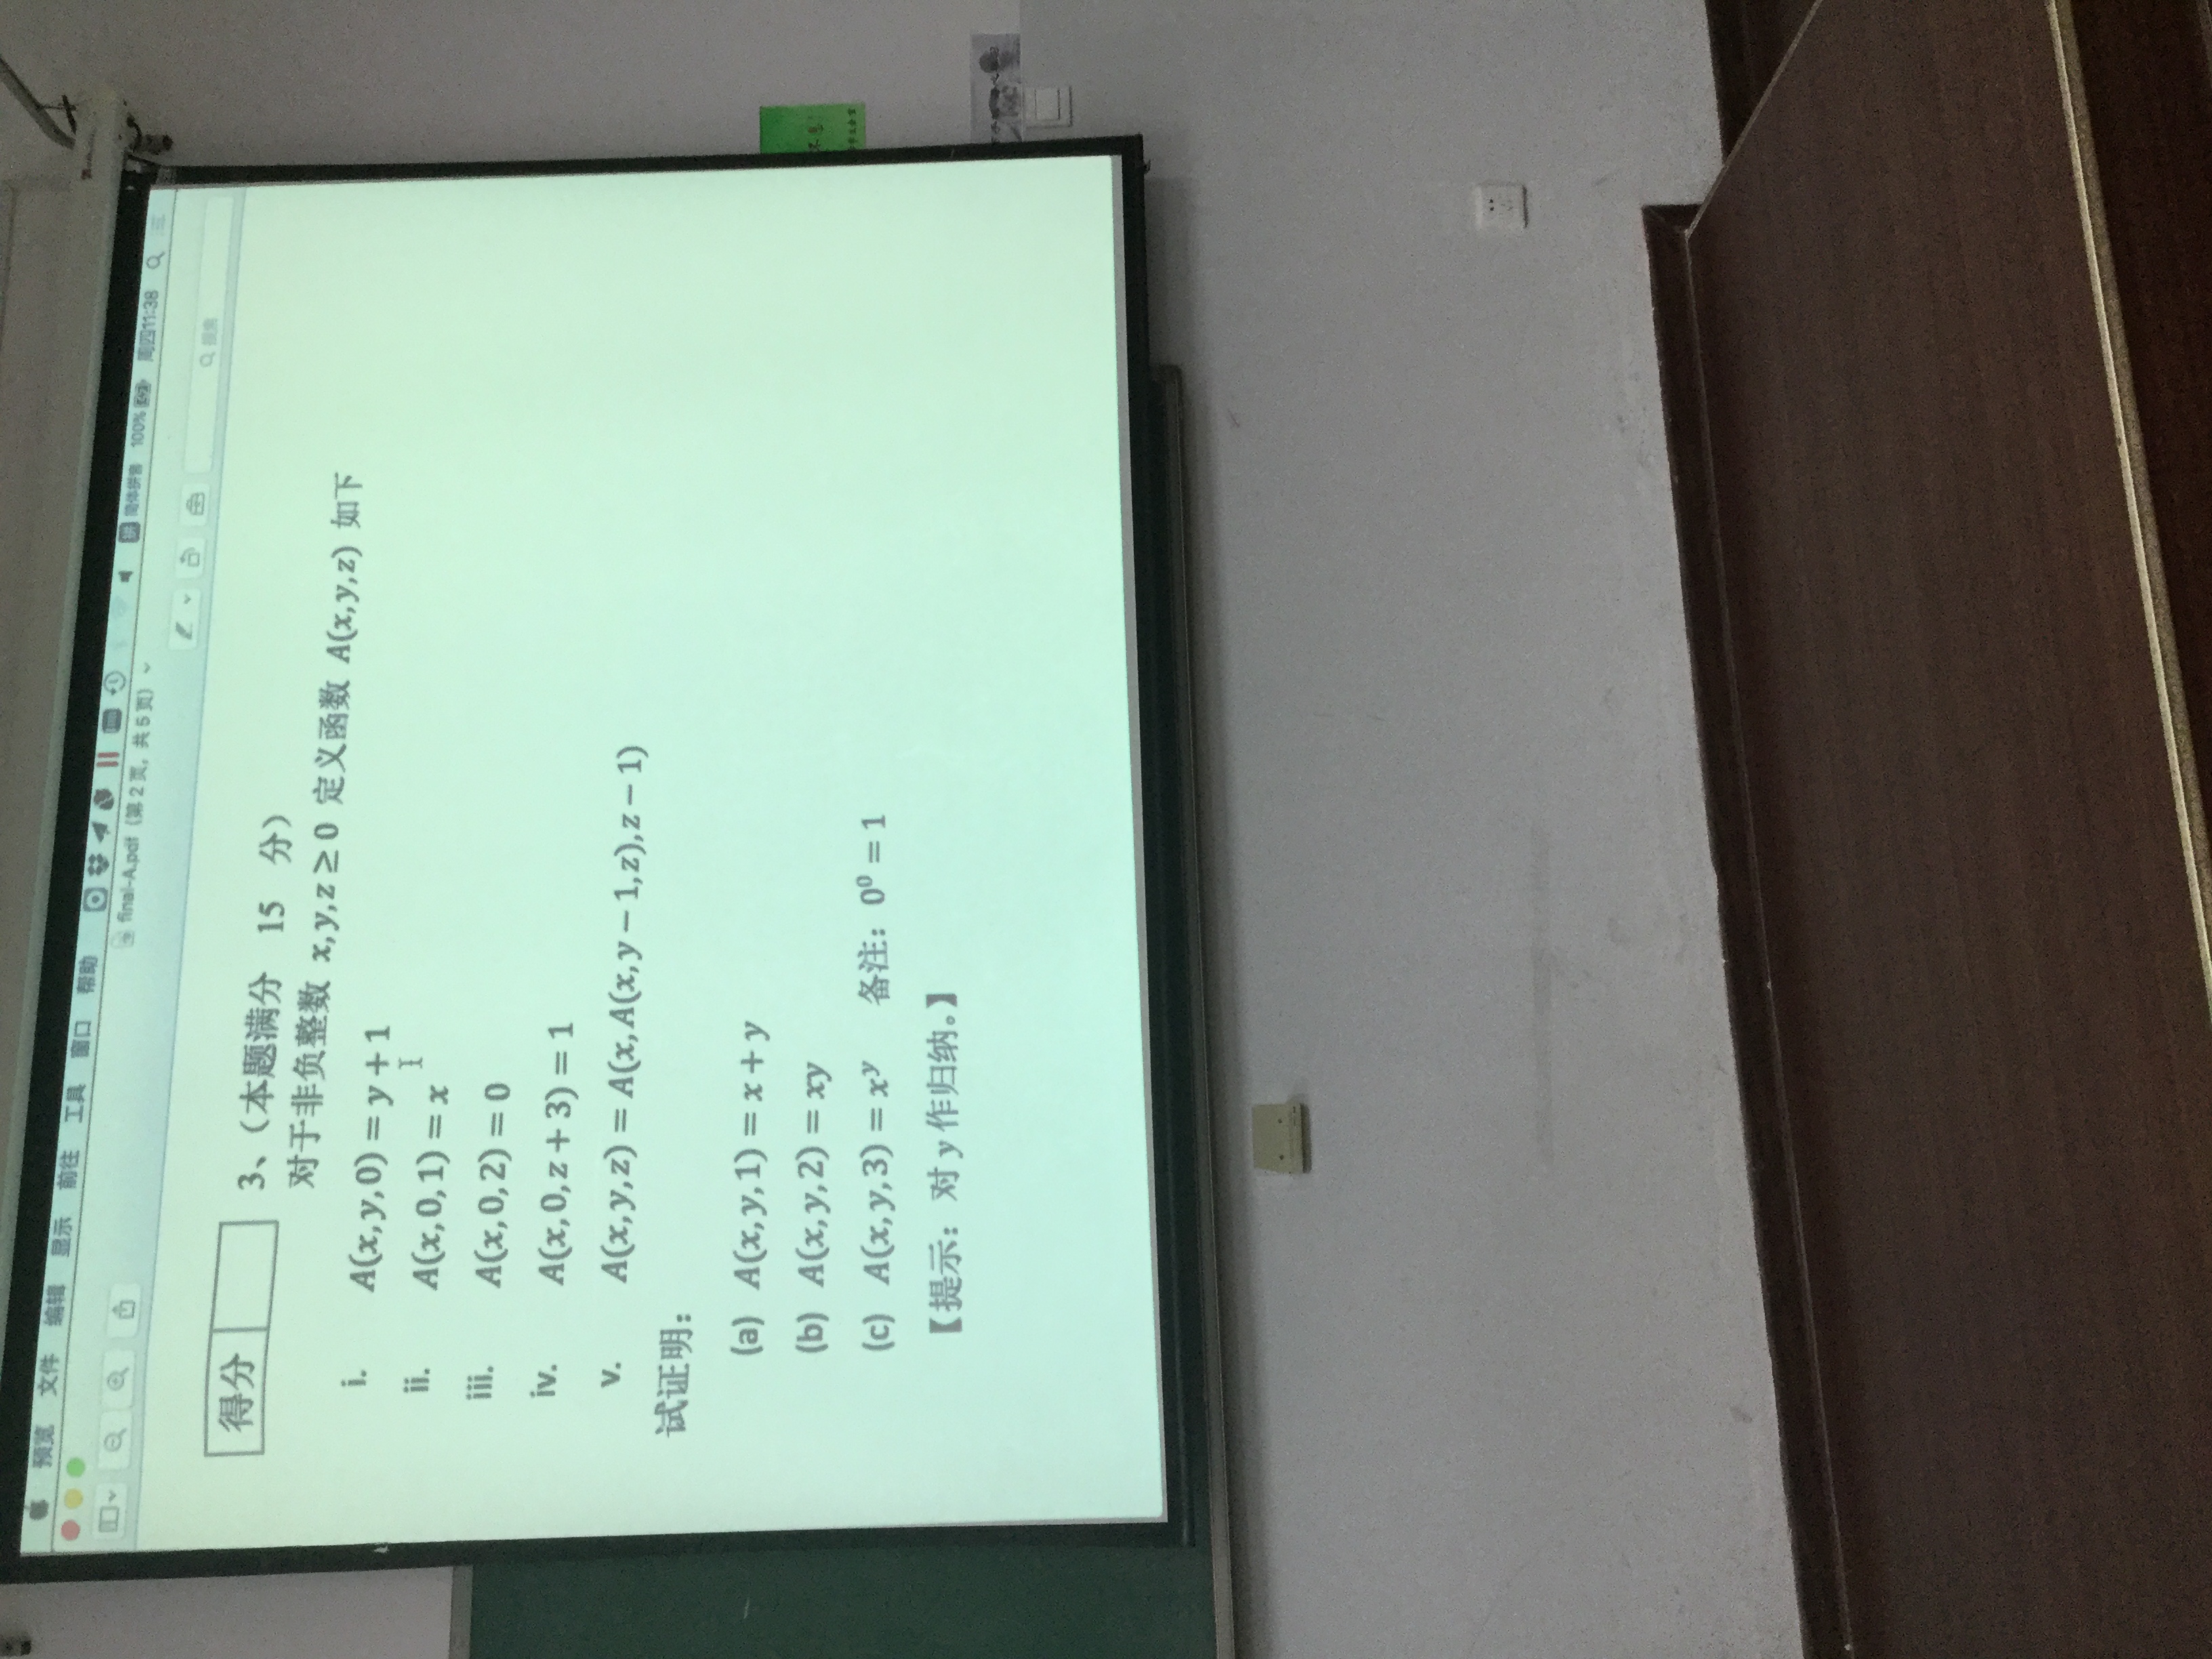 预览 文件 编辑 显示 前往 工具 窗口 帮助 简体拼音 100% 周四11:38
final-A.pdf（第 2 页，共 5 页）
搜索
得分
3、（本题满分 15 分）
对于非负整数 x,y,z ≥ 0 定义函数 A(x,y,z) 如下
i. A(x,y,0) = y + 1
ii. A(x,0,1) = x
iii. A(x,0,2) = 0
iv. A(x,0,z + 3) = 1
v. A(x,y,z) = A(x,A(x,y − 1,z),z − 1)
试证明：
(a) A(x,y,1) = x + y
(b) A(x,y,2) = xy
(c) A(x,y,3) = x^y 备注：0^0 = 1
【提示：对 y 作归纳。】